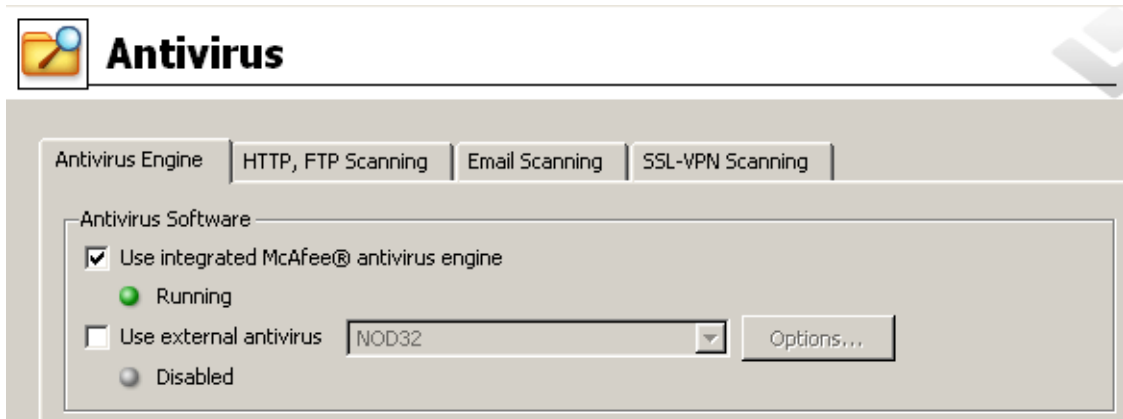 Antivirus
Antivirus Engine HTTP, FTP Scanning Email Scanning SSL-VPN Scanning
Antivirus Software
Use integrated McAfee® antivirus engine
Running
Use external antivirus NOD32 Options...
Disabled